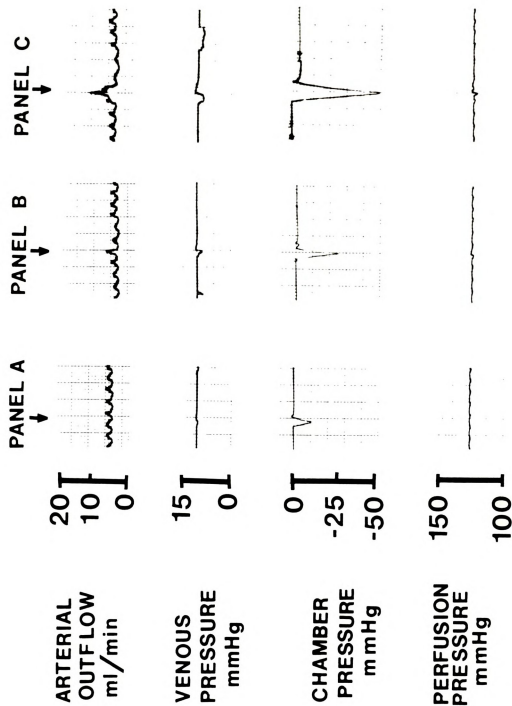 PANEL A PANEL B PANEL C
ARTERIAL
OUTFLOW
ml/min
20
10
0
VENOUS
PRESSURE
mmHg
15
0
CHAMBER
PRESSURE
mmHg
0
-25
-50
PERFUSION
PRESSURE
mmHg
150
100